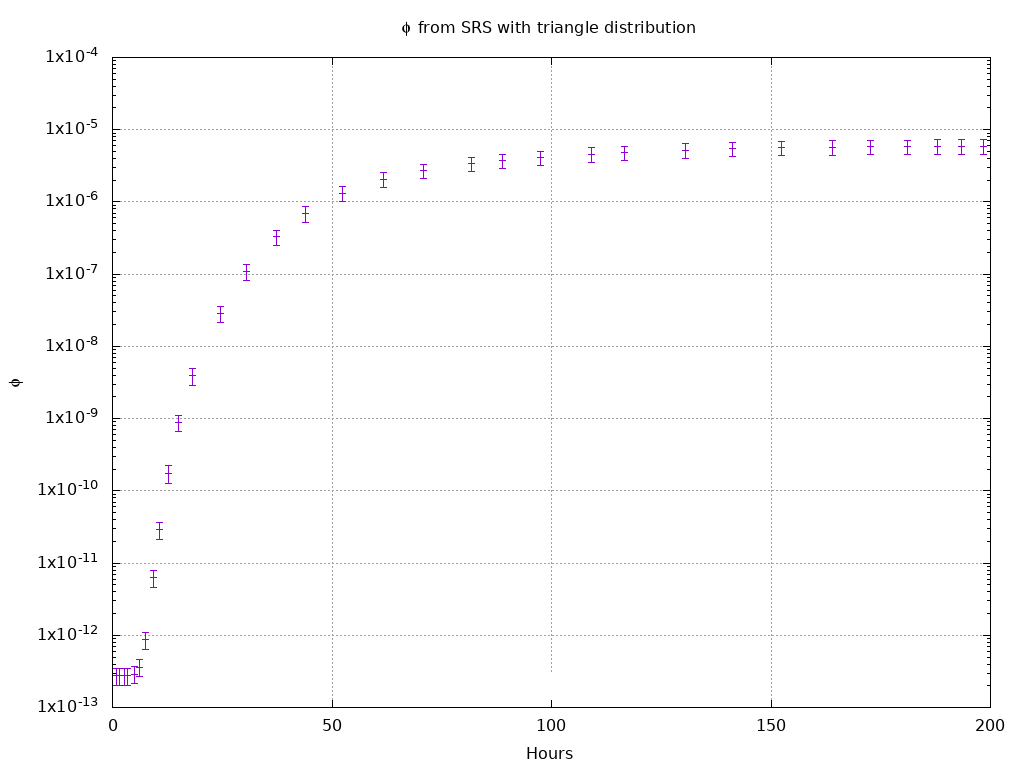 ϕ from SRS with triangle distribution
1x10^-4
1x10^-5
1x10^-6
1x10^-7
1x10^-8
1x10^-9
1x10^-10
1x10^-11
1x10^-12
1x10^-13
ϕ
0 50 100 150 200
Hours